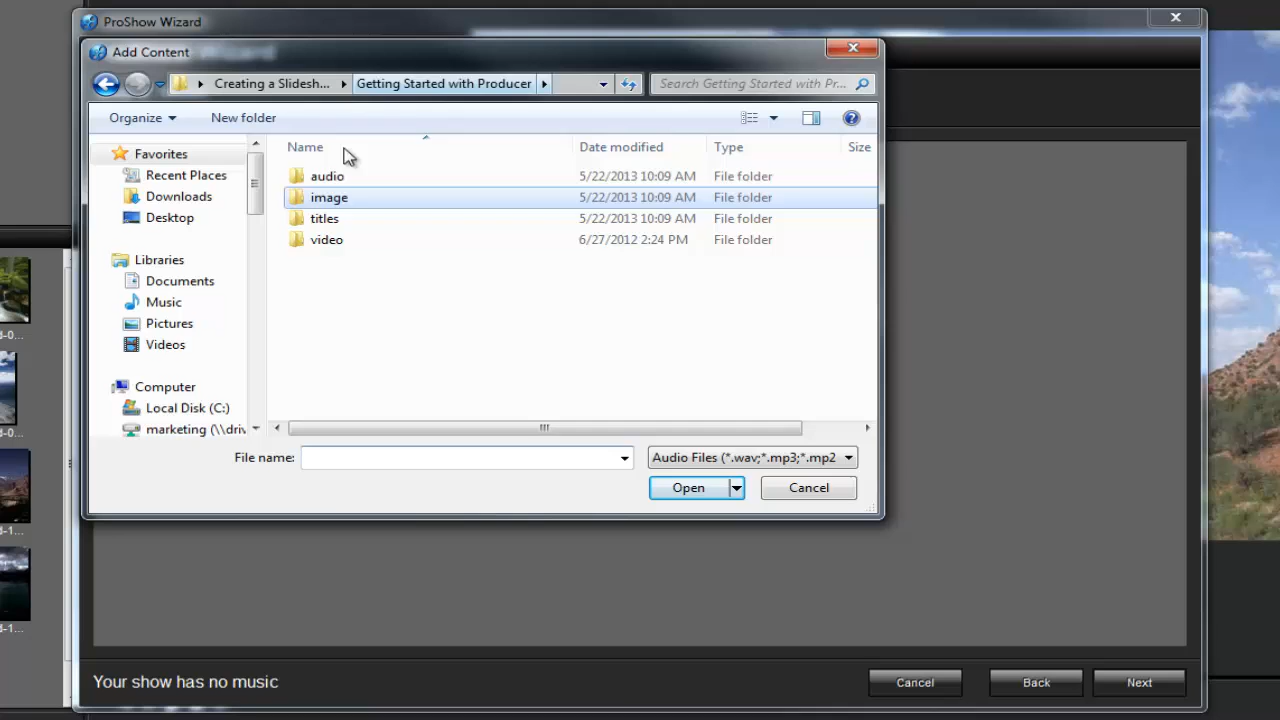 ProShow Wizard
Add Content
Creating a Slidesh... Getting Started with Producer Search Getting Started with Pr...
Organize New folder
Name Date modified Type Size
Favorites
Recent Places
Downloads
Desktop
Libraries
Documents
Music
Pictures
Videos
Computer
Local Disk (C:)
marketing (\\driv
audio 5/22/2013 10:09 AM File folder
image 5/22/2013 10:09 AM File folder
titles 5/22/2013 10:09 AM File folder
video 6/27/2012 2:24 PM File folder
File name: Audio Files (*.wav;*.mp3;*.mp2
Open Cancel
d-0...
d-0...
d-1...
d-1...
Your show has no music Cancel Back Next